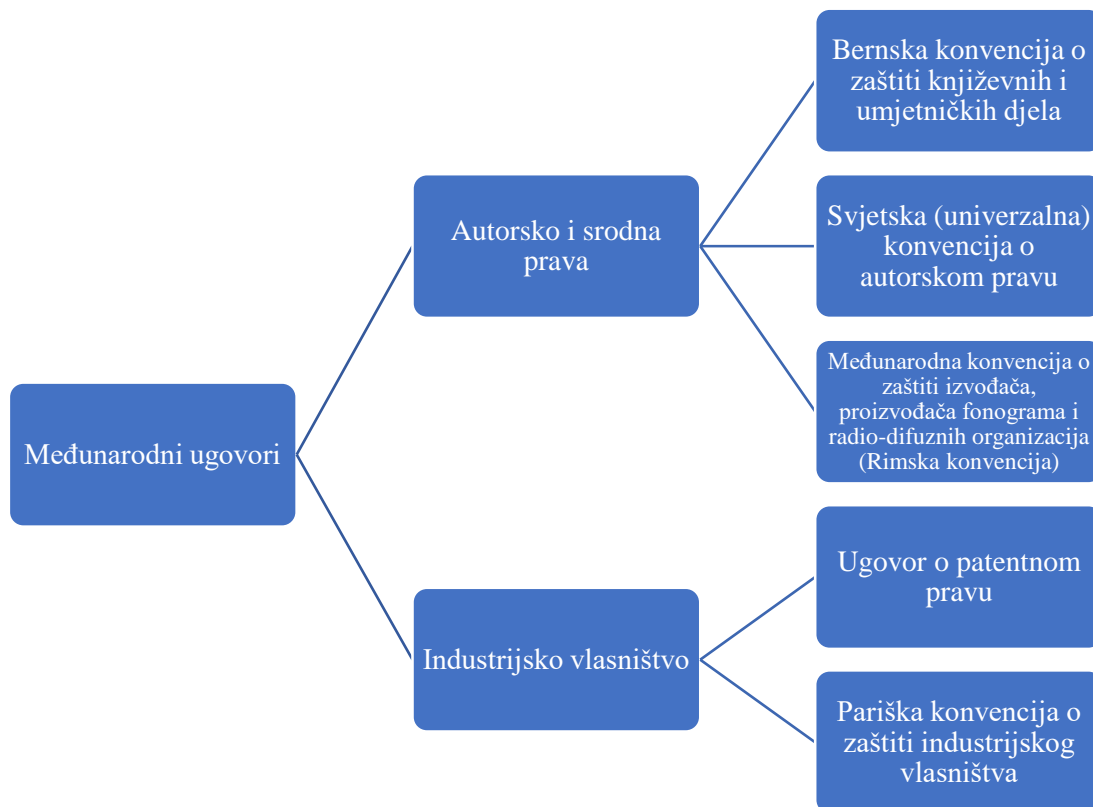 Međunarodni ugovori
Autorsko i srodna
prava
Bernska konvencija o
zaštiti književnih i
umjetničkih djela
Svjetska (univerzalna)
konvencija o
autorskom pravu
Međunarodna konvencija o
zaštiti izvođača,
proizvođača fonograma i
radio-difuznih organizacija
(Rimska konvencija)
Industrijsko vlasništvo
Ugovor o patentnom
pravu
Pariška konvencija o
zaštiti industrijskog
vlasništva